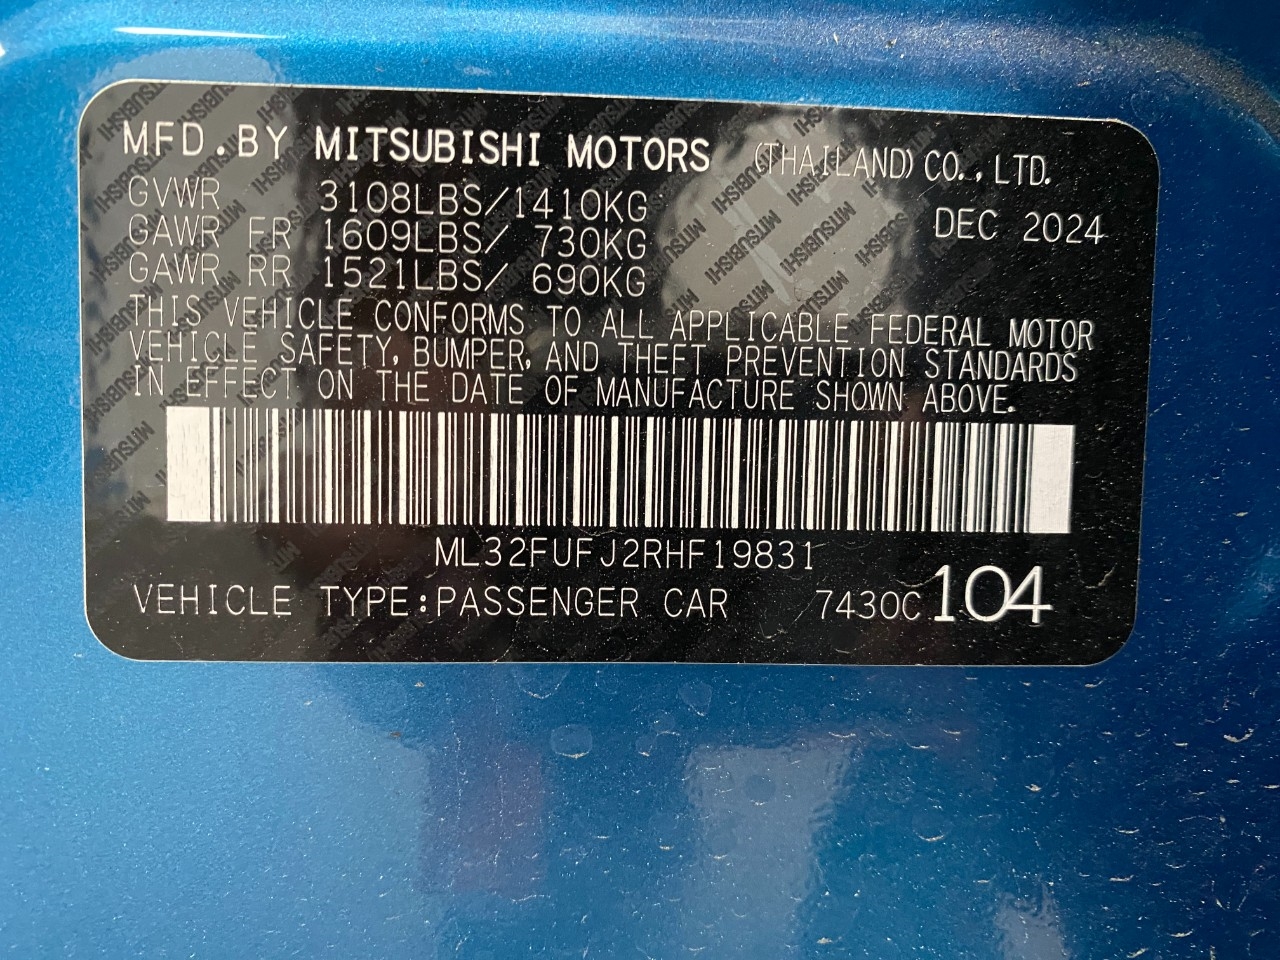 MFD.BY MITSUBISHI MOTORS (THAILAND) CO., LTD.
GVWR 3108LBS/1410KG
DEC 2024
GAWR FR 1609LBS/ 730KG
GAWR RR 1521LBS/ 690KG
THIS VEHICLE CONFORMS TO ALL APPLICABLE FEDERAL MOTOR
VEHICLE SAFETY, BUMPER, AND THEFT PREVENTION STANDARDS
IN EFFECT ON THE DATE OF MANUFACTURE SHOWN ABOVE.
ML32FUFJ2RHF19831
VEHICLE TYPE:PASSENGER CAR 7430C 104